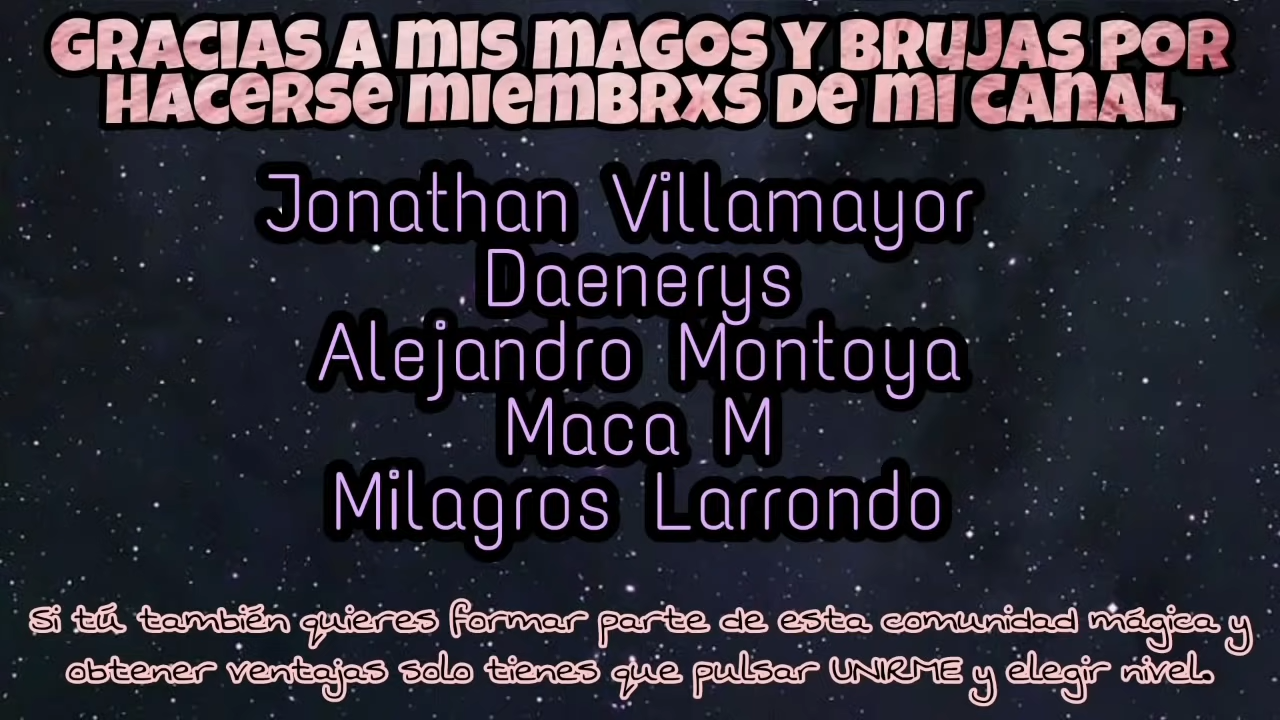 GRACIAS A MIS MAGOS Y BRUJAS POR
HACERSE MIEMBRXS DE MI CANAL
Jonathan Villamayor
Daenerys
Alejandro Montoya
Maca M
Milagros Larrondo
Si tú también quieres formar parte de esta comunidad mágica y
obtener ventajas solo tienes que pulsar UNIRME y elegir nivel.